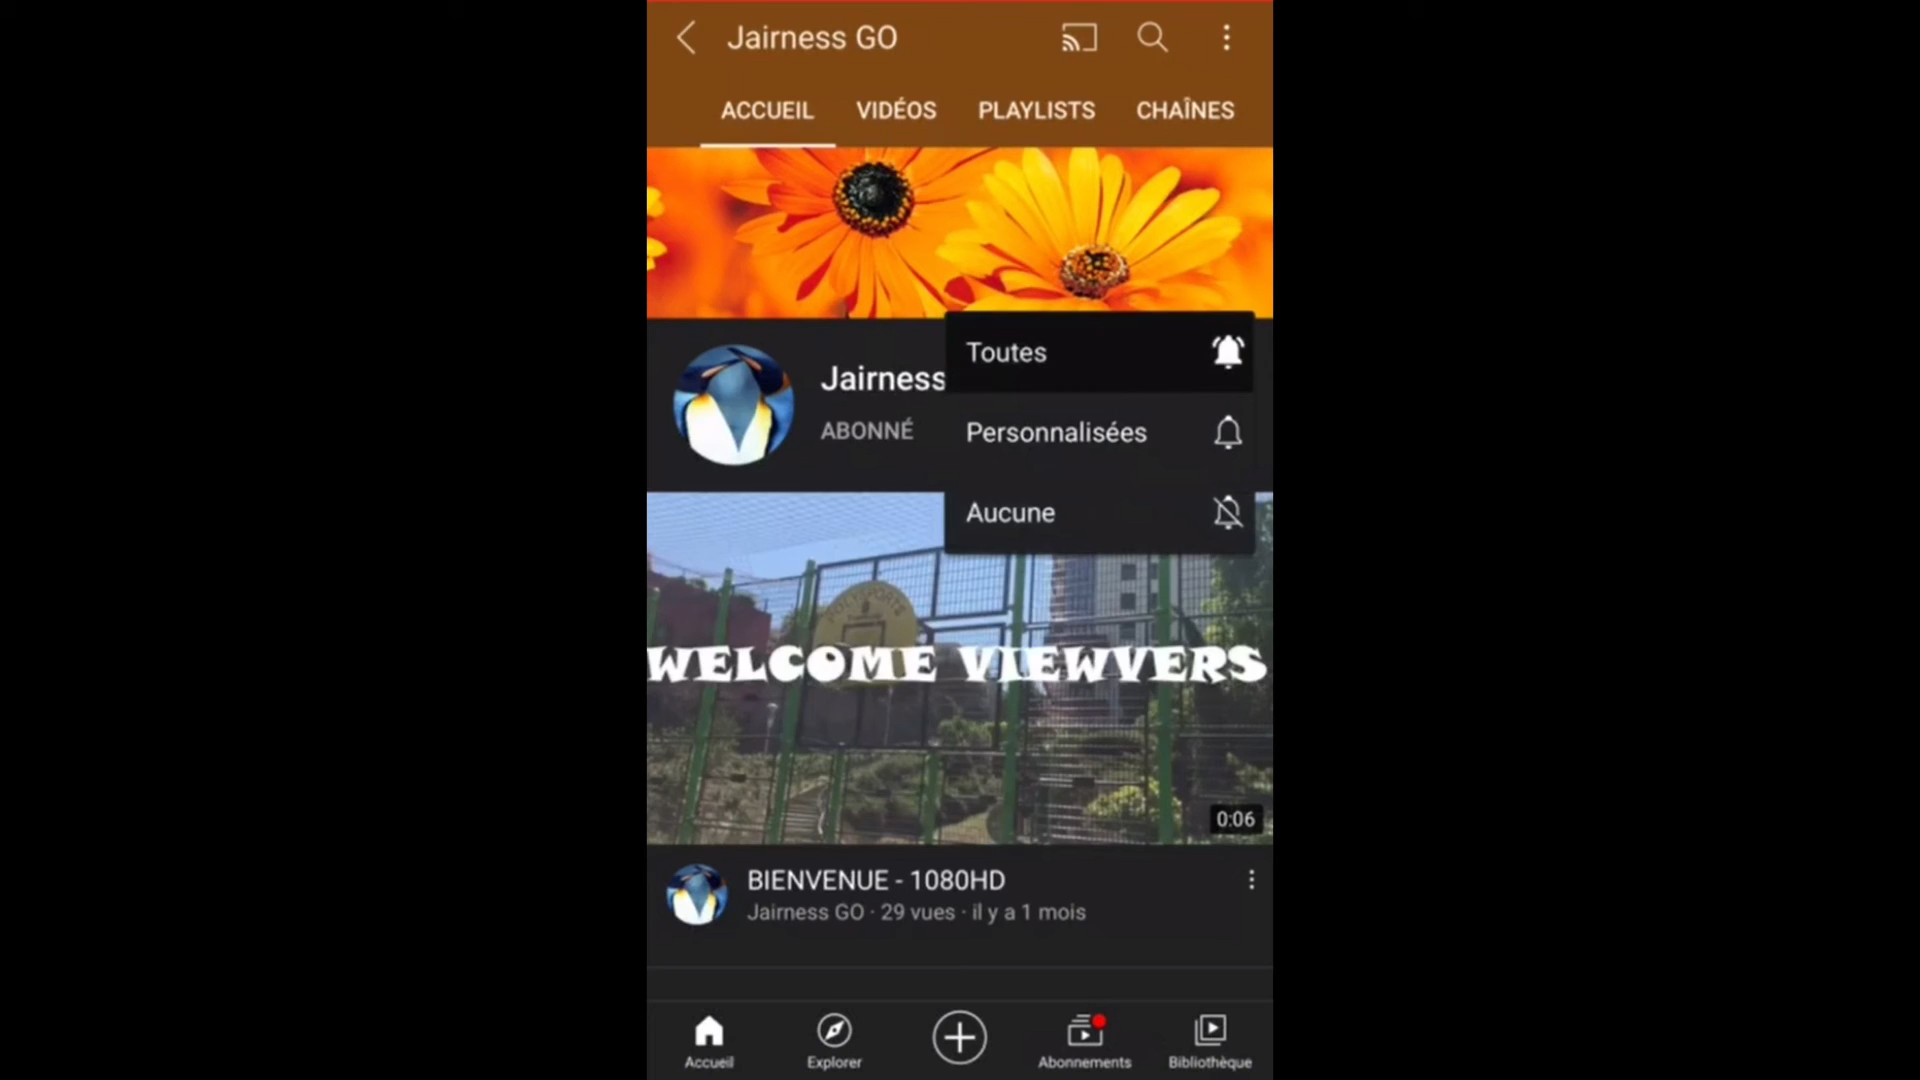 Jairness GO
ACCUEIL VIDÉOS PLAYLISTS CHAÎNES
Toutes
Jairness
ABONNÉ
Personnalisées
Aucune
POLYSPORTS
WELCOME VIEWVERS
0:06
BIENVENUE - 1080HD
Jairness GO · 29 vues · il y a 1 mois
Accueil Explorer Abonnements Bibliothèque